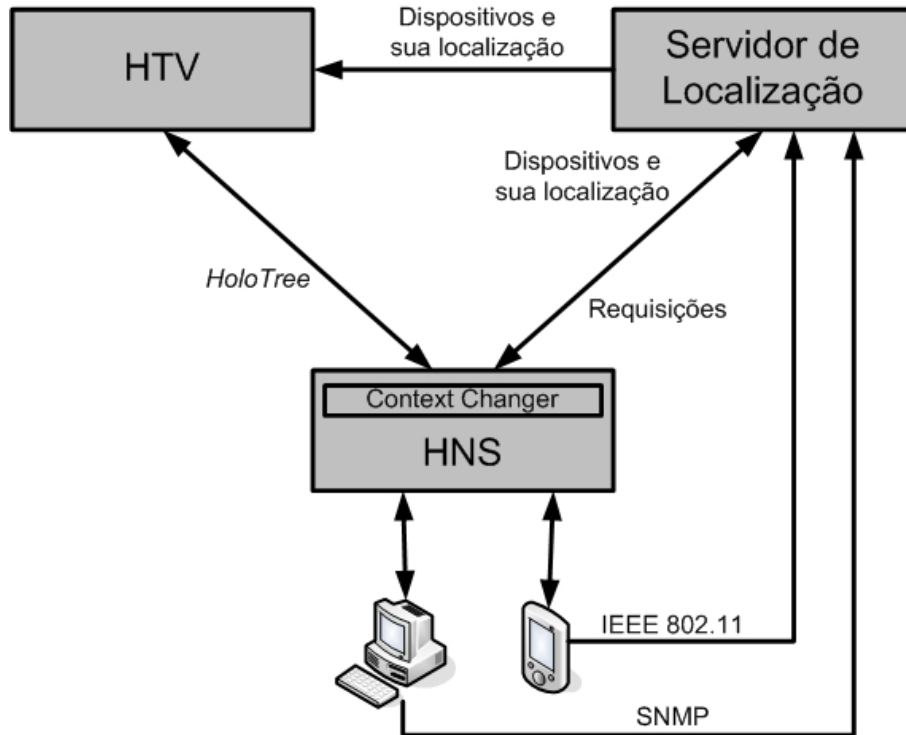 Dispositivos e
sua localização
HTV
Servidor de
Localização
Dispositivos e
sua localização
HoloTree
Requisições
Context Changer
HNS
IEEE 802.11
SNMP